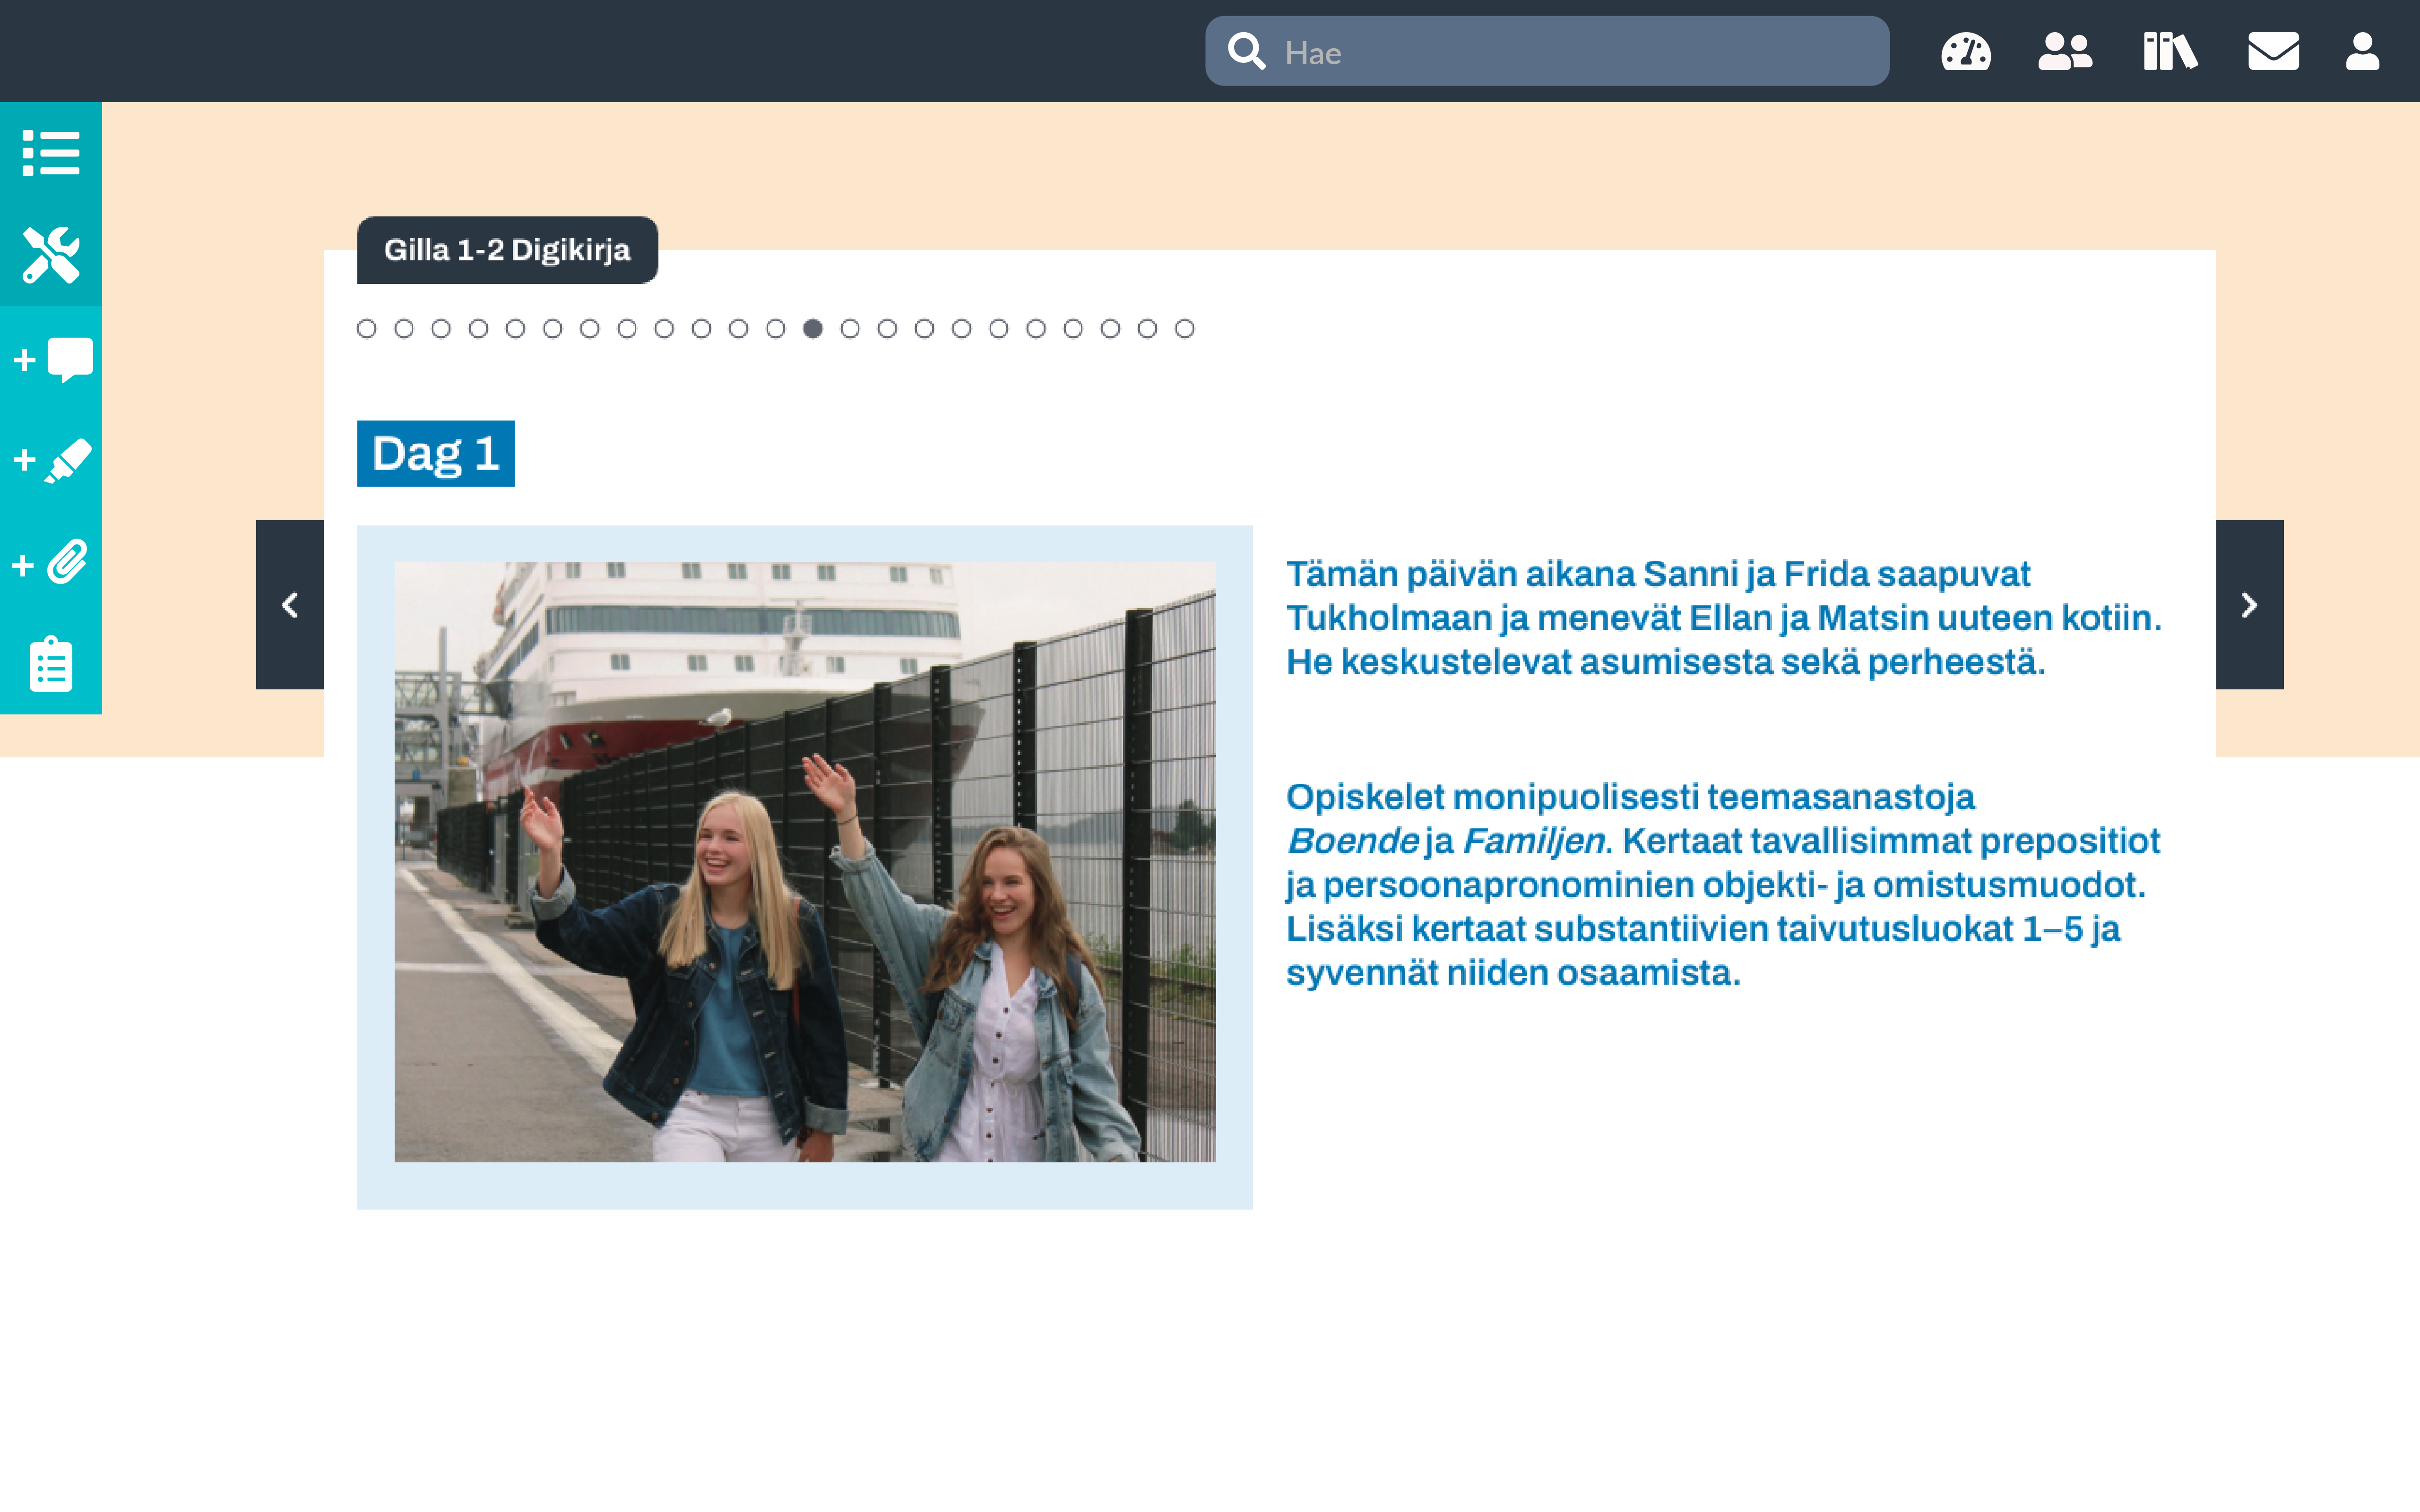 Hae
Gilla 1-2 Digikirja
Dag 1
Tämän päivän aikana Sanni ja Frida saapuvat
Tukholmaan ja menevät Ellan ja Matsin uuteen kotiin.
He keskustelevat asumisesta sekä perheestä.
Opiskelet monipuolisesti teemasanastoja
Boende ja Familjen. Kertaat tavallisimmat prepositiot
ja persoonapronominien objekti- ja omistusmuodot.
Lisäksi kertaat substantiivien taivutusluokat 1–5 ja
syvennät niiden osaamista.